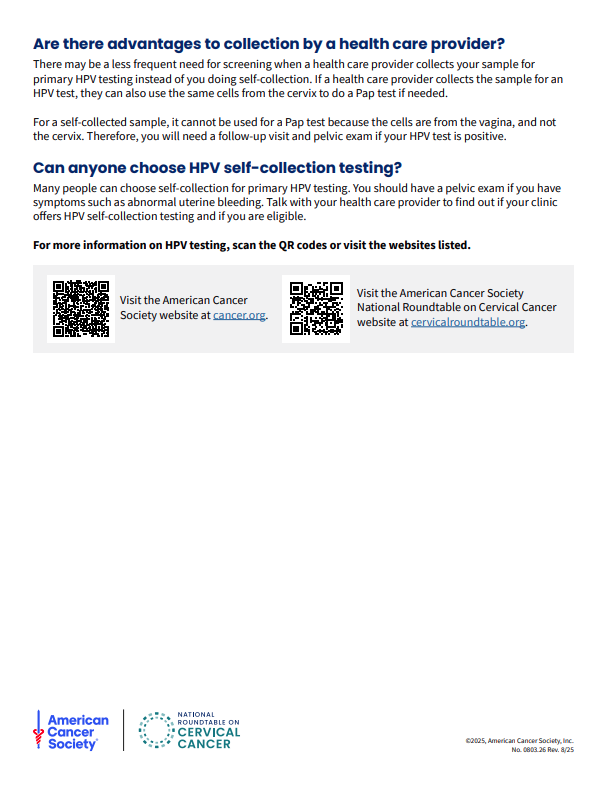 Are there advantages to collection by a health care provider?
There may be a less frequent need for screening when a health care provider collects your sample for
primary HPV testing instead of you doing self-collection. If a health care provider collects the sample for an
HPV test, they can also use the same cells from the cervix to do a Pap test if needed.
For a self-collected sample, it cannot be used for a Pap test because the cells are from the vagina, and not
the cervix. Therefore, you will need a follow-up visit and pelvic exam if your HPV test is positive.
Can anyone choose HPV self-collection testing?
Many people can choose self-collection for primary HPV testing. You should have a pelvic exam if you have
symptoms such as abnormal uterine bleeding. Talk with your health care provider to find out if your clinic
offers HPV self-collection testing and if you are eligible.
For more information on HPV testing, scan the QR codes or visit the websites listed.
Visit the American Cancer
Society website at cancer.org.
Visit the American Cancer Society
National Roundtable on Cervical Cancer
website at cervicalroundtable.org.
American
Cancer
Society®
NATIONAL
ROUNDTABLE ON
CERVICAL
CANCER
©2025, American Cancer Society, Inc.
No. 0803.26 Rev. 8/25